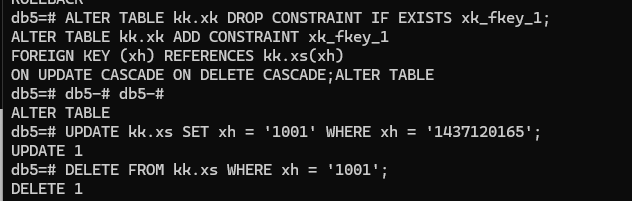 ROLLBACK
db5=# ALTER TABLE kk.xk DROP CONSTRAINT IF EXISTS xk_fkey_1;
ALTER TABLE kk.xk ADD CONSTRAINT xk_fkey_1
FOREIGN KEY (xh) REFERENCES kk.xs(xh)
ON UPDATE CASCADE ON DELETE CASCADE;ALTER TABLE
db5=# db5-# db5-#
ALTER TABLE
db5=# UPDATE kk.xs SET xh = '1001' WHERE xh = '1437120165';
UPDATE 1
db5=# DELETE FROM kk.xs WHERE xh = '1001';
DELETE 1